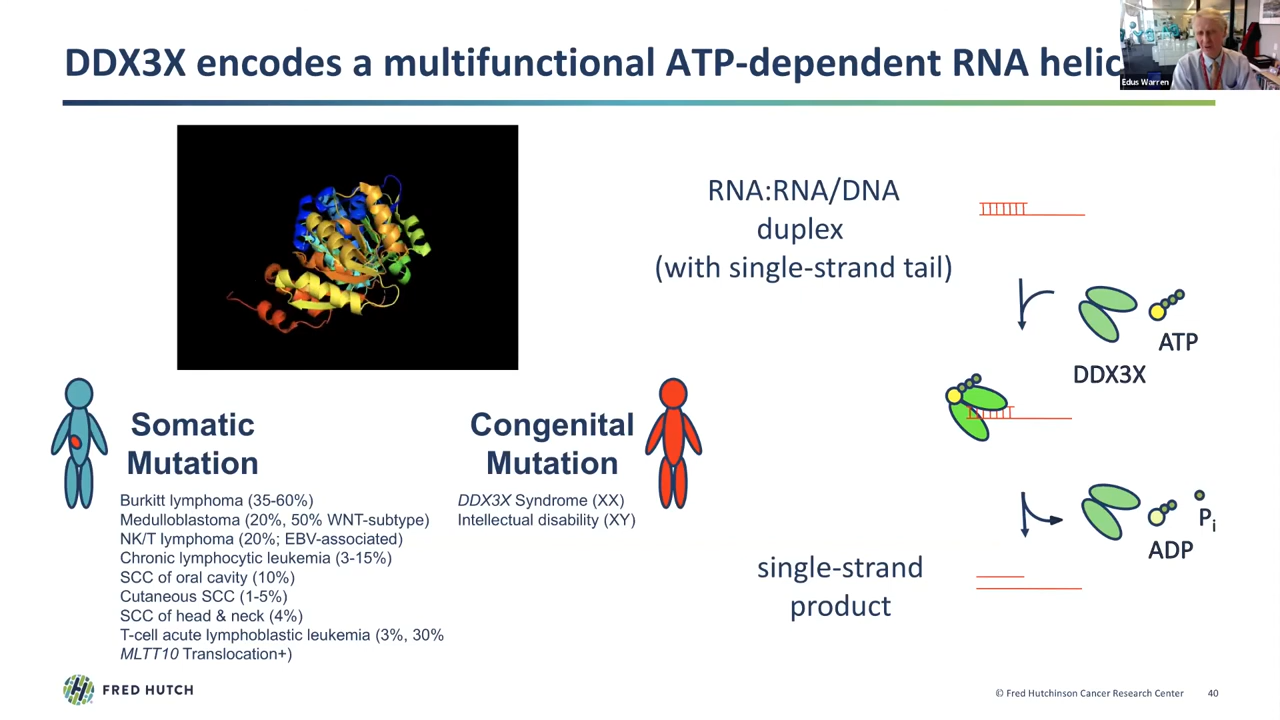 DDX3X encodes a multifunctional ATP-dependent RNA helic
Edus Warren
RNA:RNA/DNA
duplex
(with single-strand tail)
ATP
DDX3X
Somatic
Mutation
Burkitt lymphoma (35-60%)
Medulloblastoma (20%, 50% WNT-subtype)
NK/T lymphoma (20%; EBV-associated)
Chronic lymphocytic leukemia (3-15%)
SCC of oral cavity (10%)
Cutaneous SCC (1-5%)
SCC of head & neck (4%)
T-cell acute lymphoblastic leukemia (3%, 30%
MLTT10 Translocation+)
Congenital
Mutation
DDX3X Syndrome (XX)
Intellectual disability (XY)
Pi
ADP
single-strand
product
FRED HUTCH
© Fred Hutchinson Cancer Research Center 40